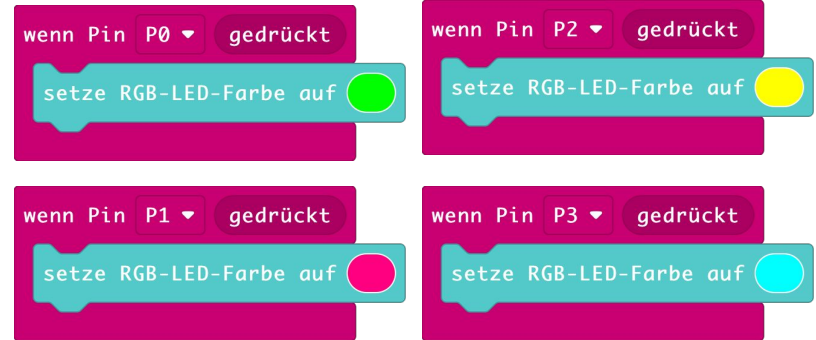 wenn Pin P0 gedrückt
setze RGB-LED-Farbe auf
wenn Pin P2 gedrückt
setze RGB-LED-Farbe auf
wenn Pin P1 gedrückt
setze RGB-LED-Farbe auf
wenn Pin P3 gedrückt
setze RGB-LED-Farbe auf